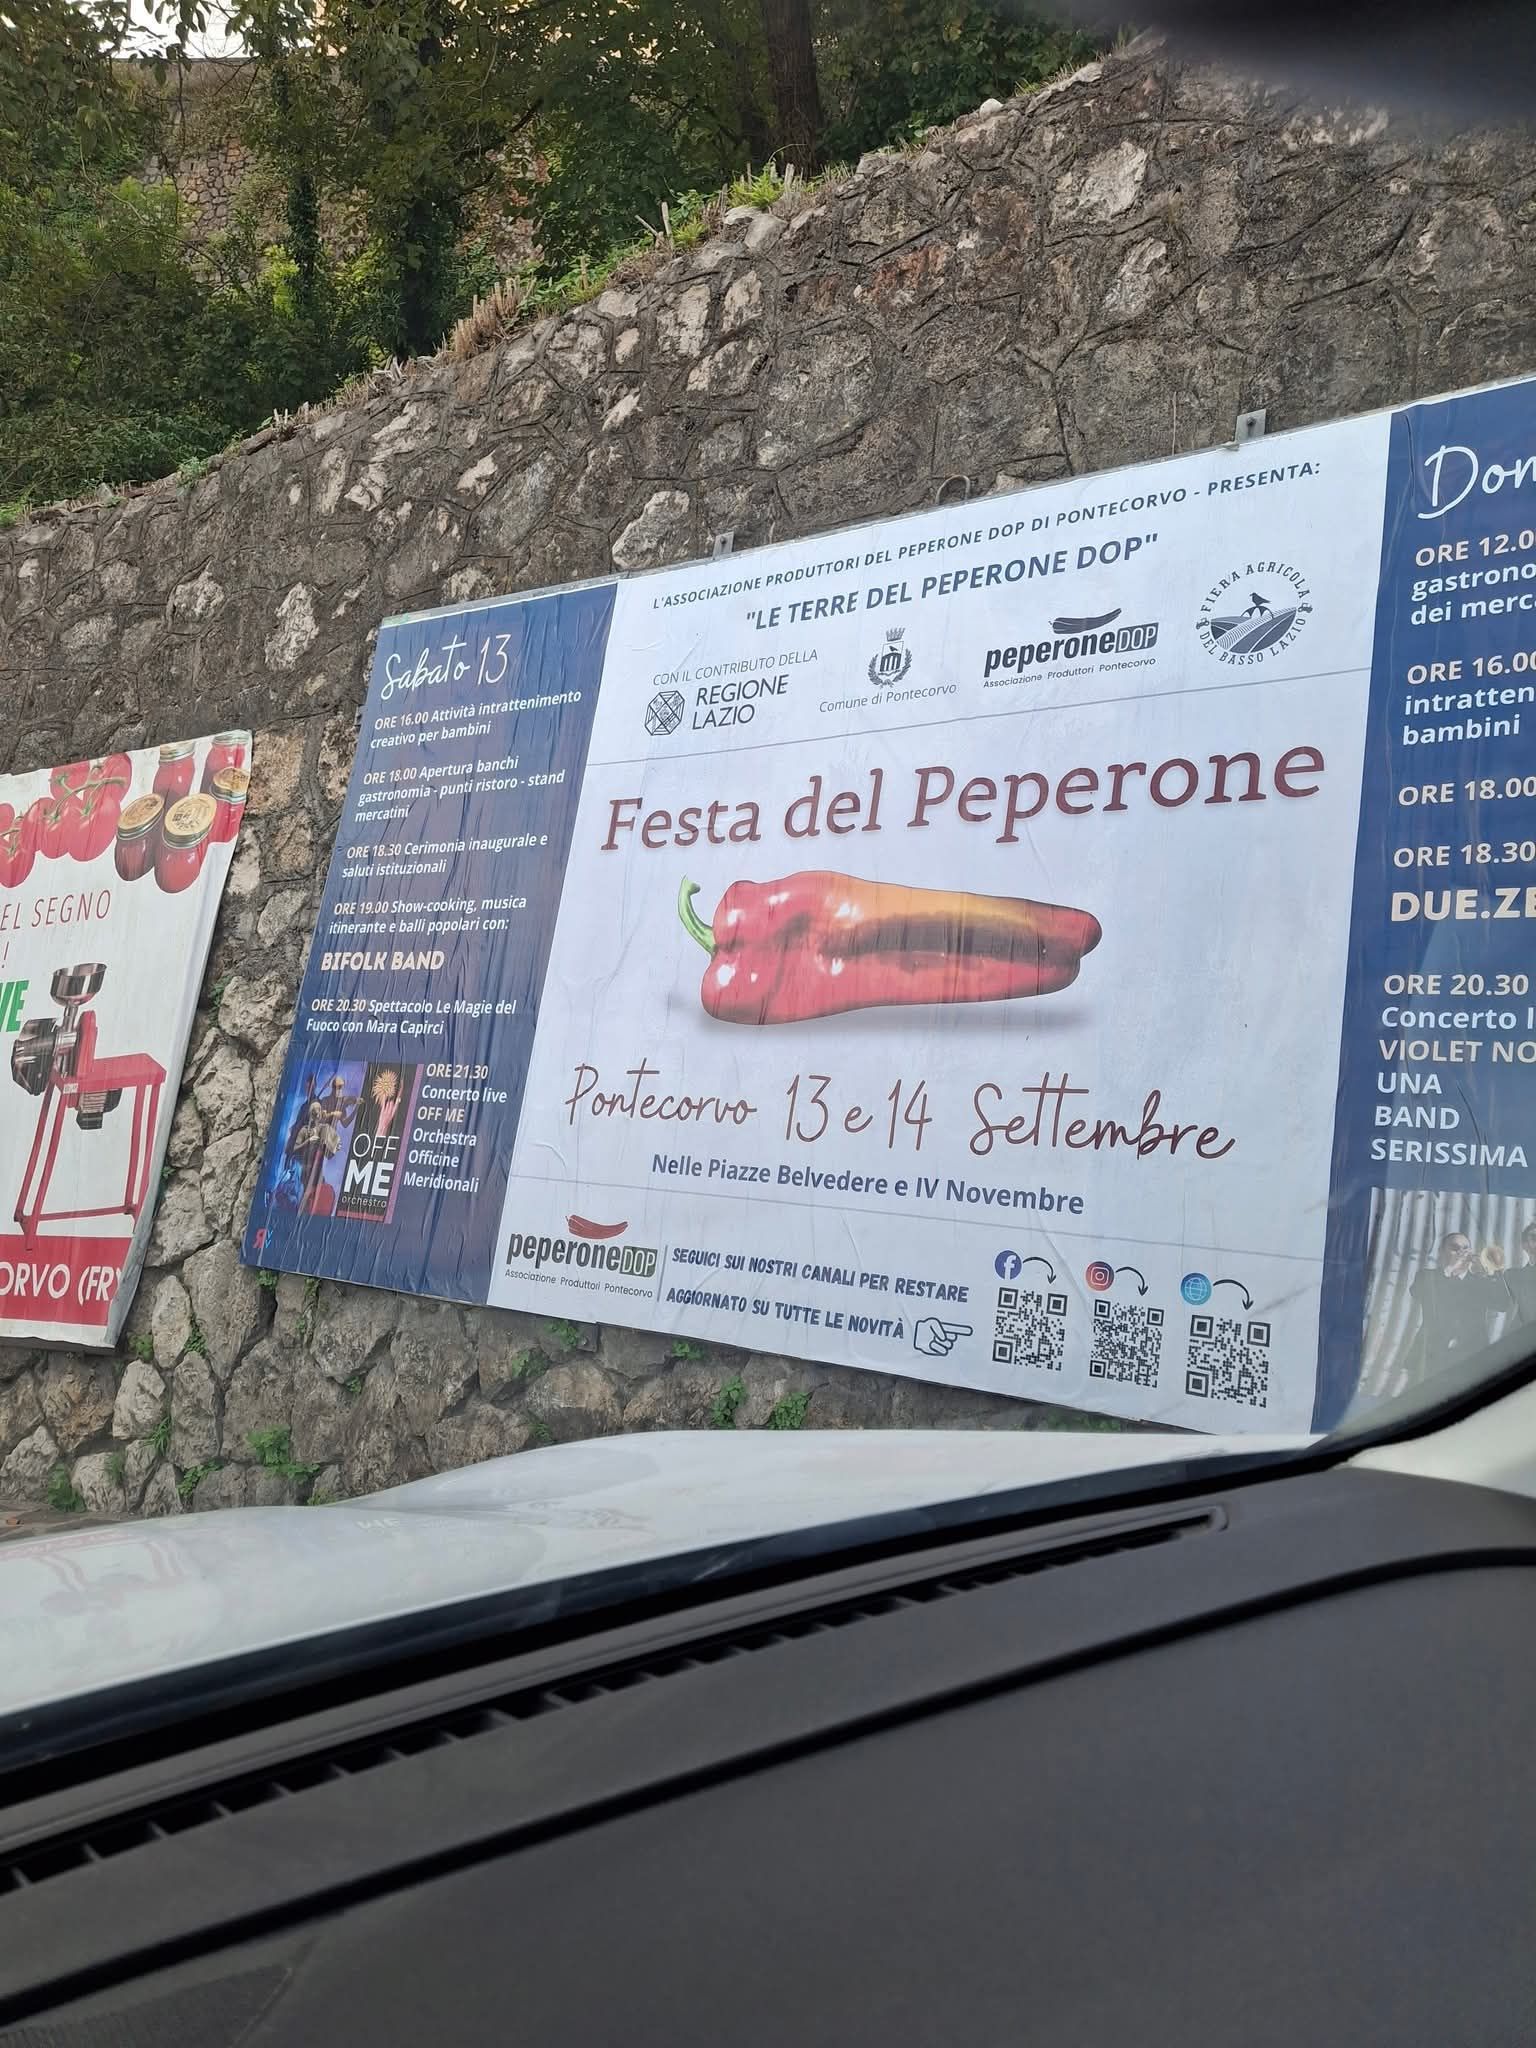 EL SEGNO
!
VE
ORVO (FR)
Sabato 13
ORE 16.00 Attività intrattenimento
creativo per bambini
ORE 18.00 Apertura banchi
gastronomia - punti ristoro - stand
mercatini
ORE 18.30 Cerimonia inaugurale e
saluti istituzionali
ORE 19.00 Show-cooking, musica
itinerante e balli popolari con:
BIFOLK BAND
ORE 20.30 Spettacolo Le Magie del
Fuoco con Mara Capirci
OFF
ME
orchestra
ORE 21.30
Concerto live
OFF ME
Orchestra
Officine
Meridionali
L'ASSOCIAZIONE PRODUTTORI DEL PEPERONE DOP DI PONTECORVO - PRESENTA:
"LE TERRE DEL PEPERONE DOP"
CON IL CONTRIBUTO DELLA
REGIONE
LAZIO
Comune di Pontecorvo
peperone DOP
Associazione Produttori Pontecorvo
FIERA AGRICOLA
DEL BASSO LAZIO
Festa del Peperone
Pontecorvo 13 e 14 Settembre
Nelle Piazze Belvedere e IV Novembre
peperone DOP
Associazione Produttori Pontecorvo
SEGUICI SUI NOSTRI CANALI PER RESTARE
AGGIORNATO SU TUTTE LE NOVITÀ
Dom
ORE 12.0
gastrono
dei merc
ORE 16.00
intratten
bambini
ORE 18.00
ORE 18.30
DUE.ZE
ORE 20.30
Concerto l
VIOLET NO
UNA
BAND
SERISSIMA